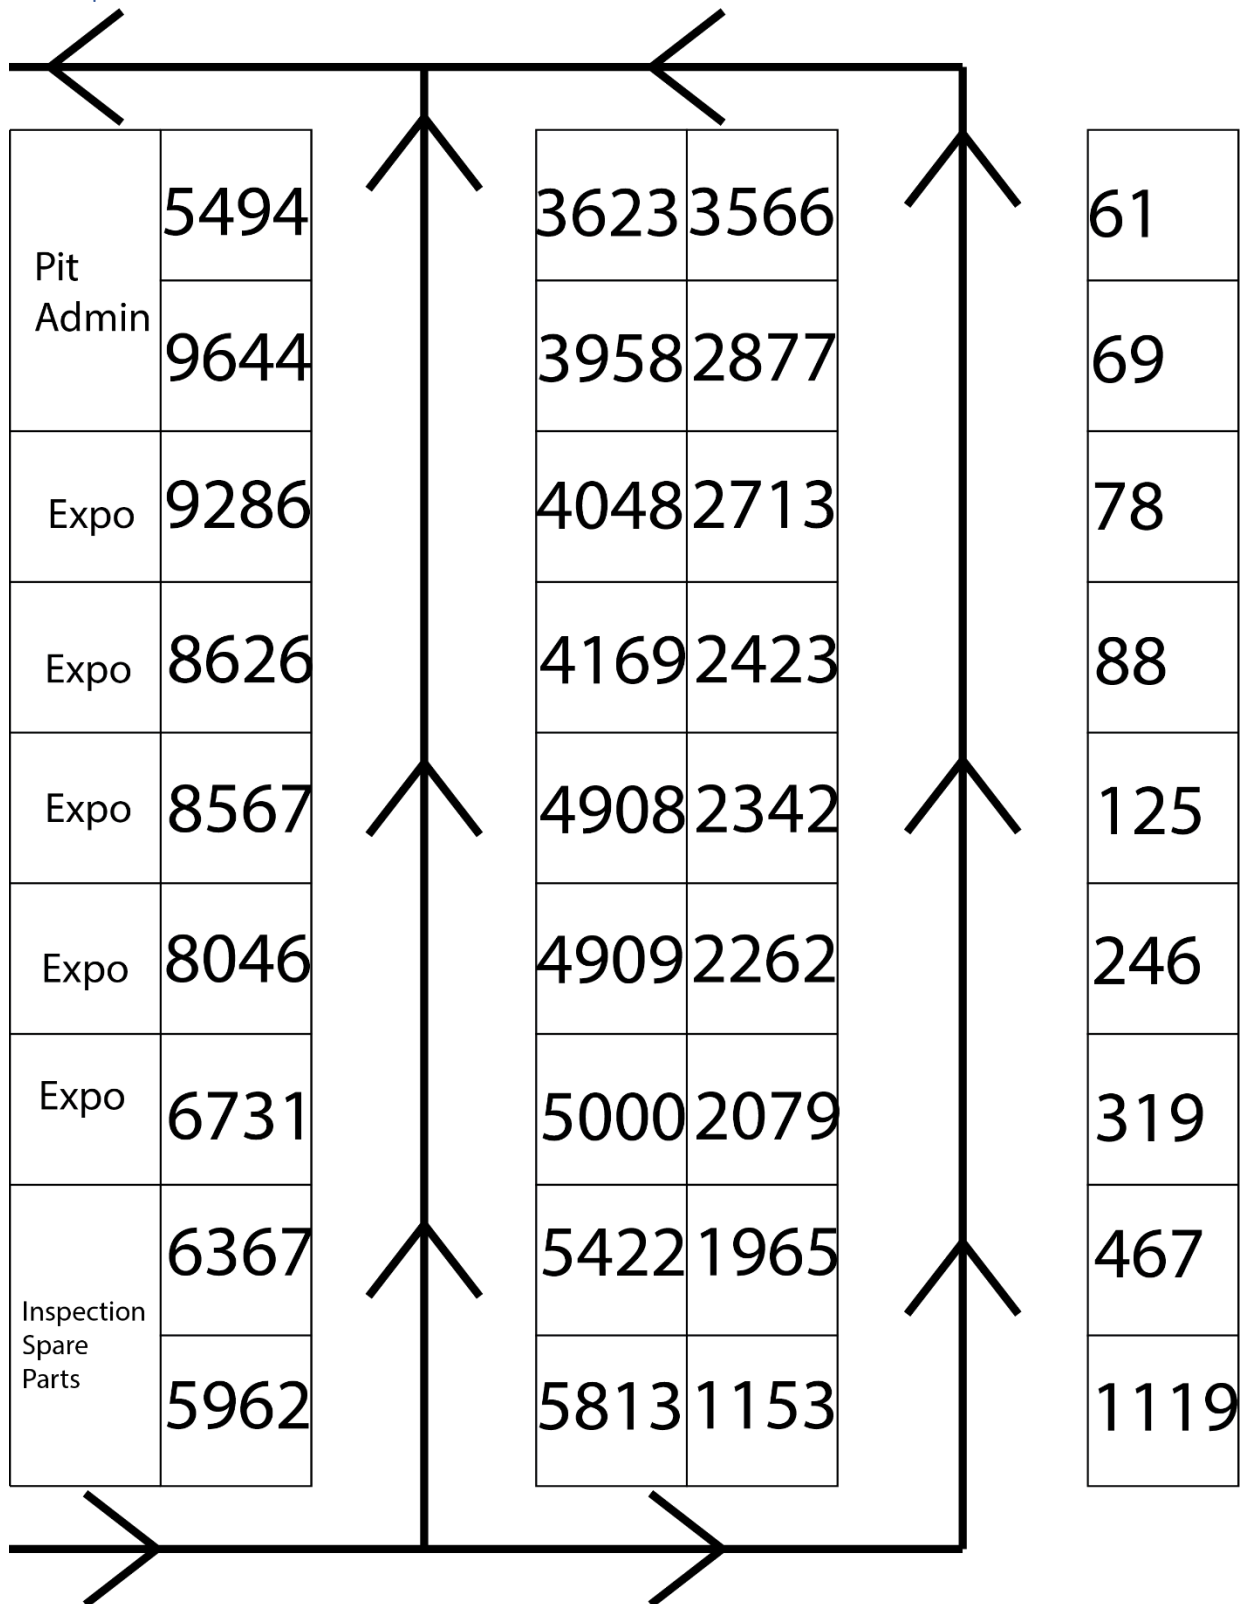 5494 3623 3566 61
Pit
Admin
9644 3958 2877 69
Expo 9286 4048 2713 78
Expo 8626 4169 2423 88
Expo 8567 4908 2342 125
Expo 8046 4909 2262 246
Expo 6731 5000 2079 319
6367 5422 1965 467
Inspection
Spare
Parts
5962 5813 1153 1119